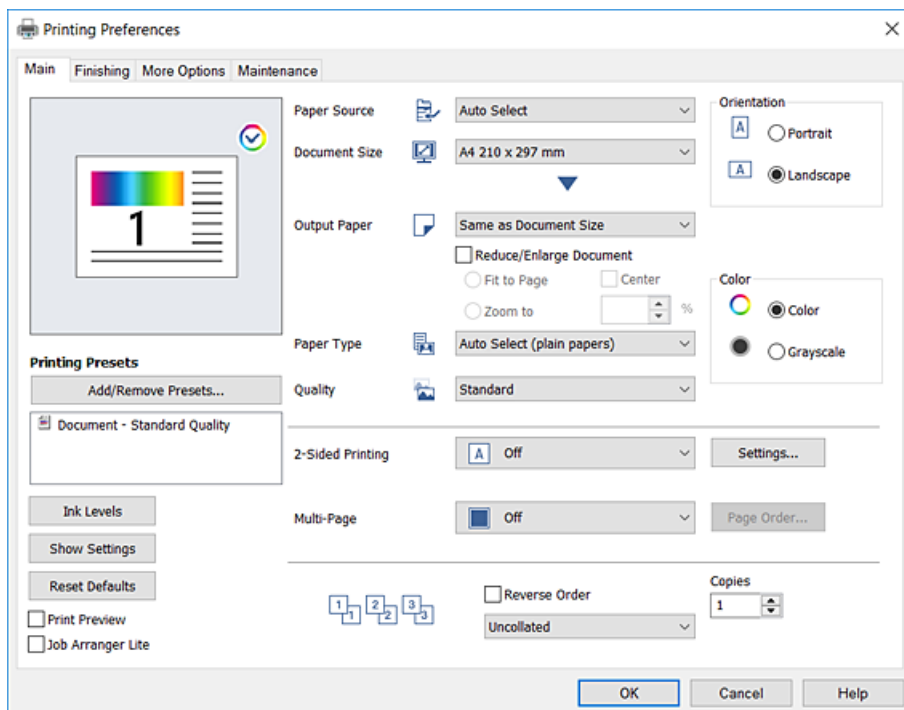 Printing Preferences
Main
Finishing
More Options
Maintenance
1
Printing Presets
Add/Remove Presets...
Document - Standard Quality
Ink Levels
Show Settings
Reset Defaults
Print Preview
Job Arranger Lite
Paper Source
Auto Select
Document Size
A4 210 x 297 mm
Output Paper
Same as Document Size
Reduce/Enlarge Document
Fit to Page
Center
Zoom to
%
Paper Type
Auto Select (plain papers)
Quality
Standard
Orientation
A
Portrait
A
Landscape
Color
Color
Grayscale
2-Sided Printing
A
Off
Settings...
Multi-Page
Off
Page Order...
1 1 2 2 3 3
Reverse Order
Uncollated
Copies
1
OK
Cancel
Help